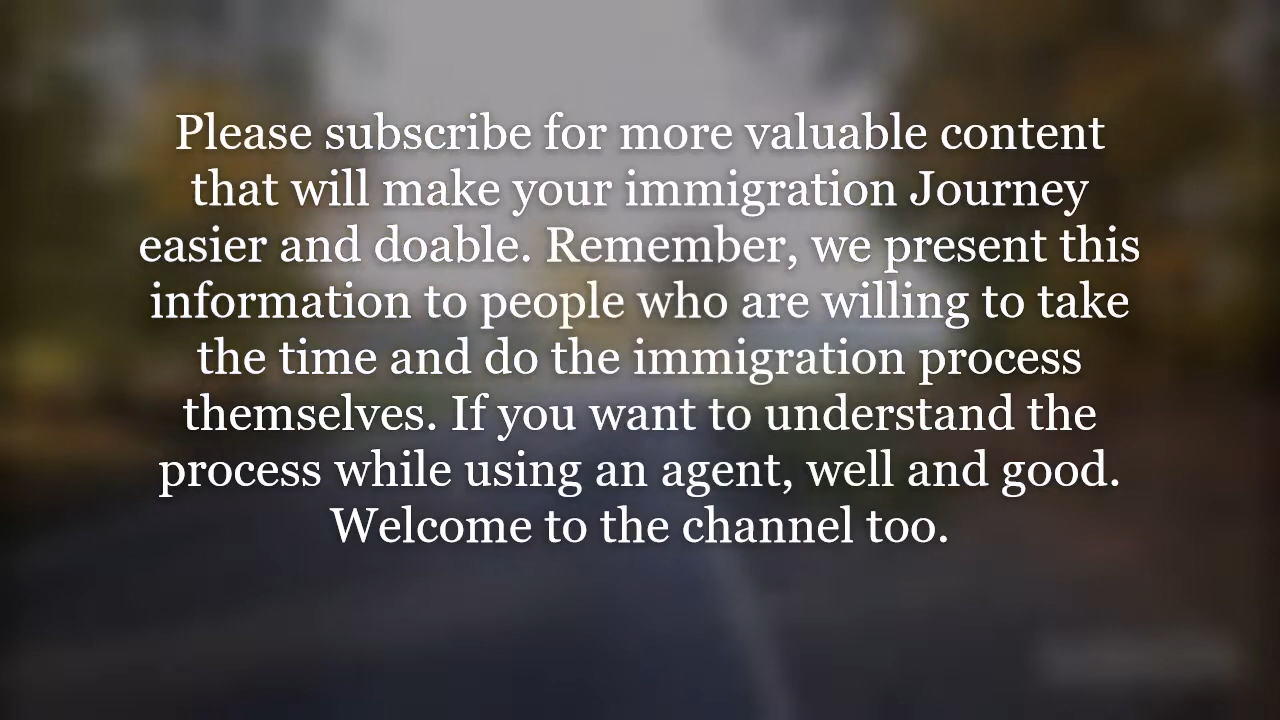 Please subscribe for more valuable content
that will make your immigration Journey
easier and doable. Remember, we present this
information to people who are willing to take
the time and do the immigration process
themselves. If you want to understand the
process while using an agent, well and good.
Welcome to the channel too.